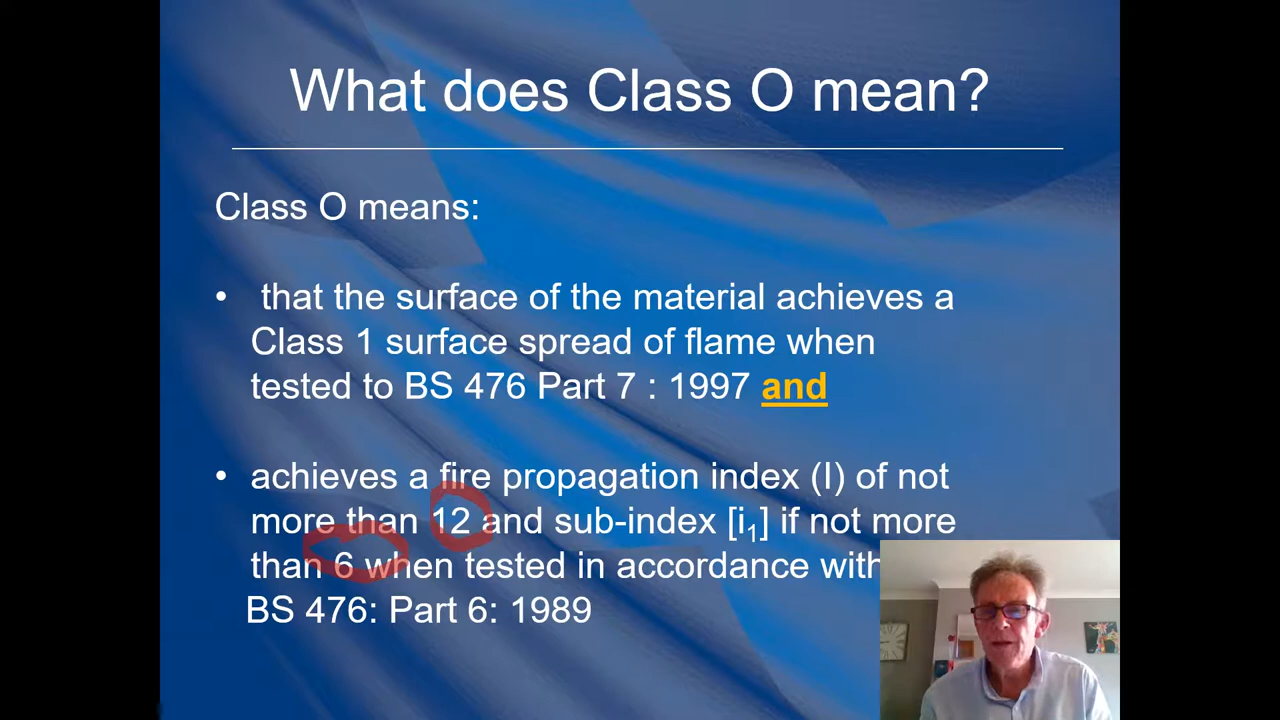 What does Class O mean?
Class O means:
• that the surface of the material achieves a
Class 1 surface spread of flame when
tested to BS 476 Part 7 : 1997 and
• achieves a fire propagation index (I) of not
more than 12 and sub-index [i₁] if not more
than 6 when tested in accordance with
BS 476: Part 6: 1989